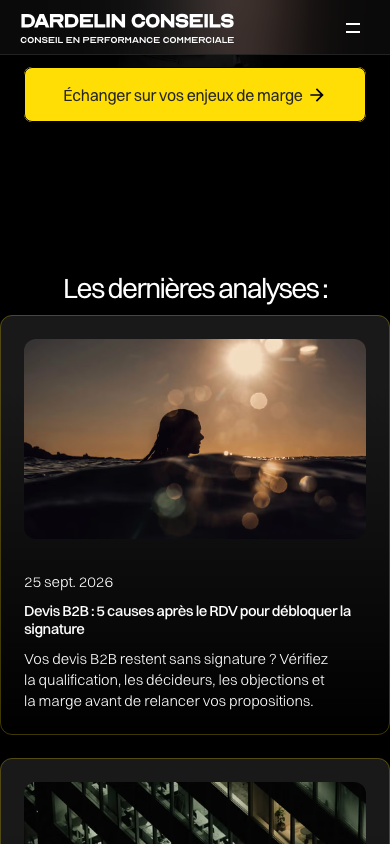 DARDELIN CONSEILS
CONSEIL EN PERFORMANCE COMMERCIALE
Échanger sur vos enjeux de marge →
Les dernières analyses :
25 sept. 2026
Devis B2B : 5 causes après le RDV pour débloquer la
signature
Vos devis B2B restent sans signature ? Vérifiez
la qualification, les décideurs, les objections et
la marge avant de relancer vos propositions.